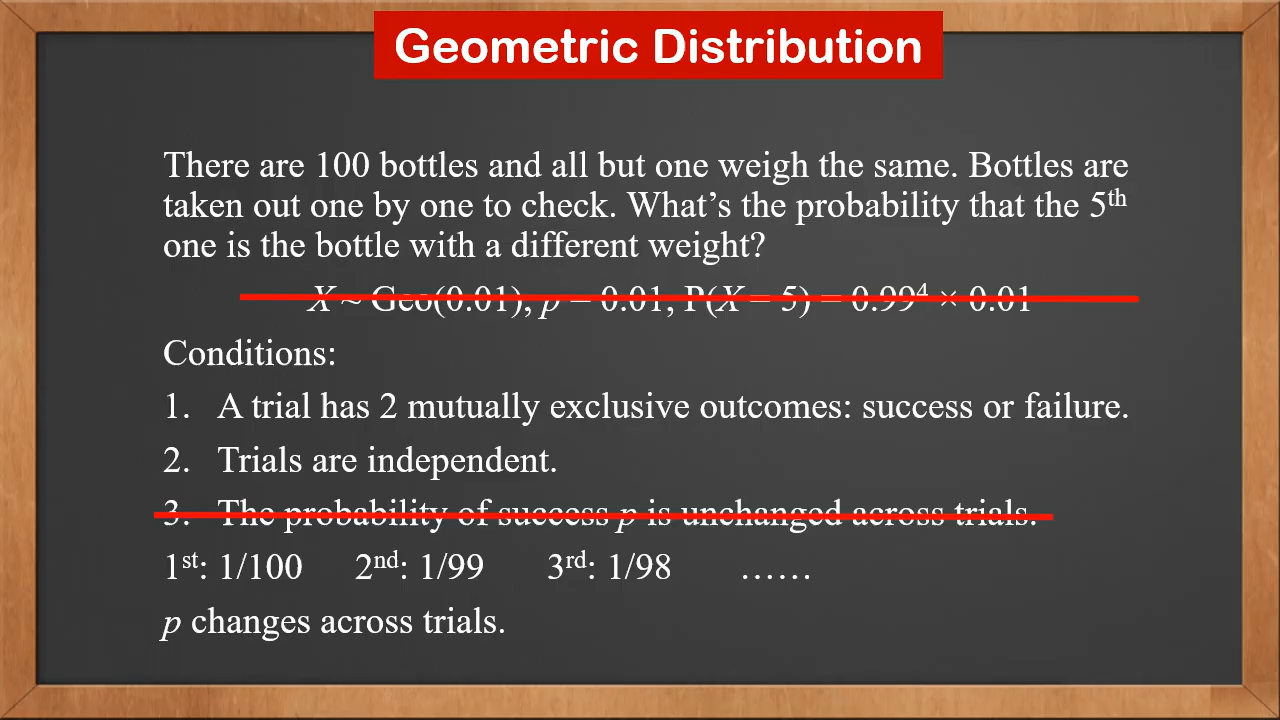 Geometric Distribution
There are 100 bottles and all but one weigh the same. Bottles are
taken out one by one to check. What’s the probability that the 5th
one is the bottle with a different weight?
X ~ Geo(0.01), p = 0.01, P(X = 5) = 0.99⁴ × 0.01
Conditions:
1. A trial has 2 mutually exclusive outcomes: success or failure.
2. Trials are independent.
3. The probability of success p is unchanged across trials.
1st: 1/100 2nd: 1/99 3rd: 1/98 ……
p changes across trials.